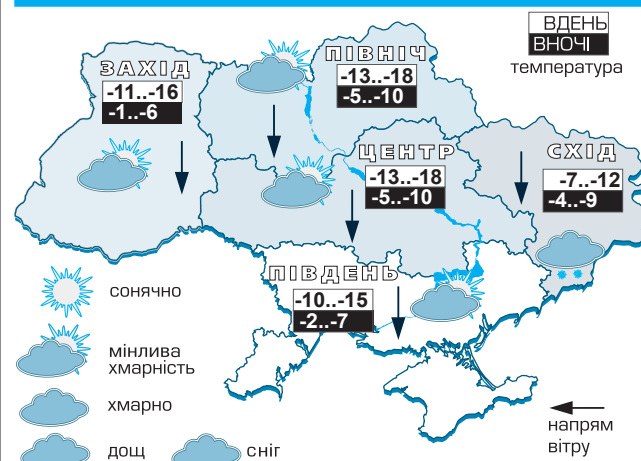 ВДЕНЬ
ВНОЧІ
температура
ПІВНІЧ
-13..-18
-5..-10
ЗАХІД
-11..-16
-1..-6
ЦЕНТР
-13..-18
-5..-10
СХІД
-7..-12
-4..-9
ПІВДЕНЬ
-10..-15
-2..-7
сонячно
мінлива
хмарність
хмарно
дощ
сніг
напрям
вітру